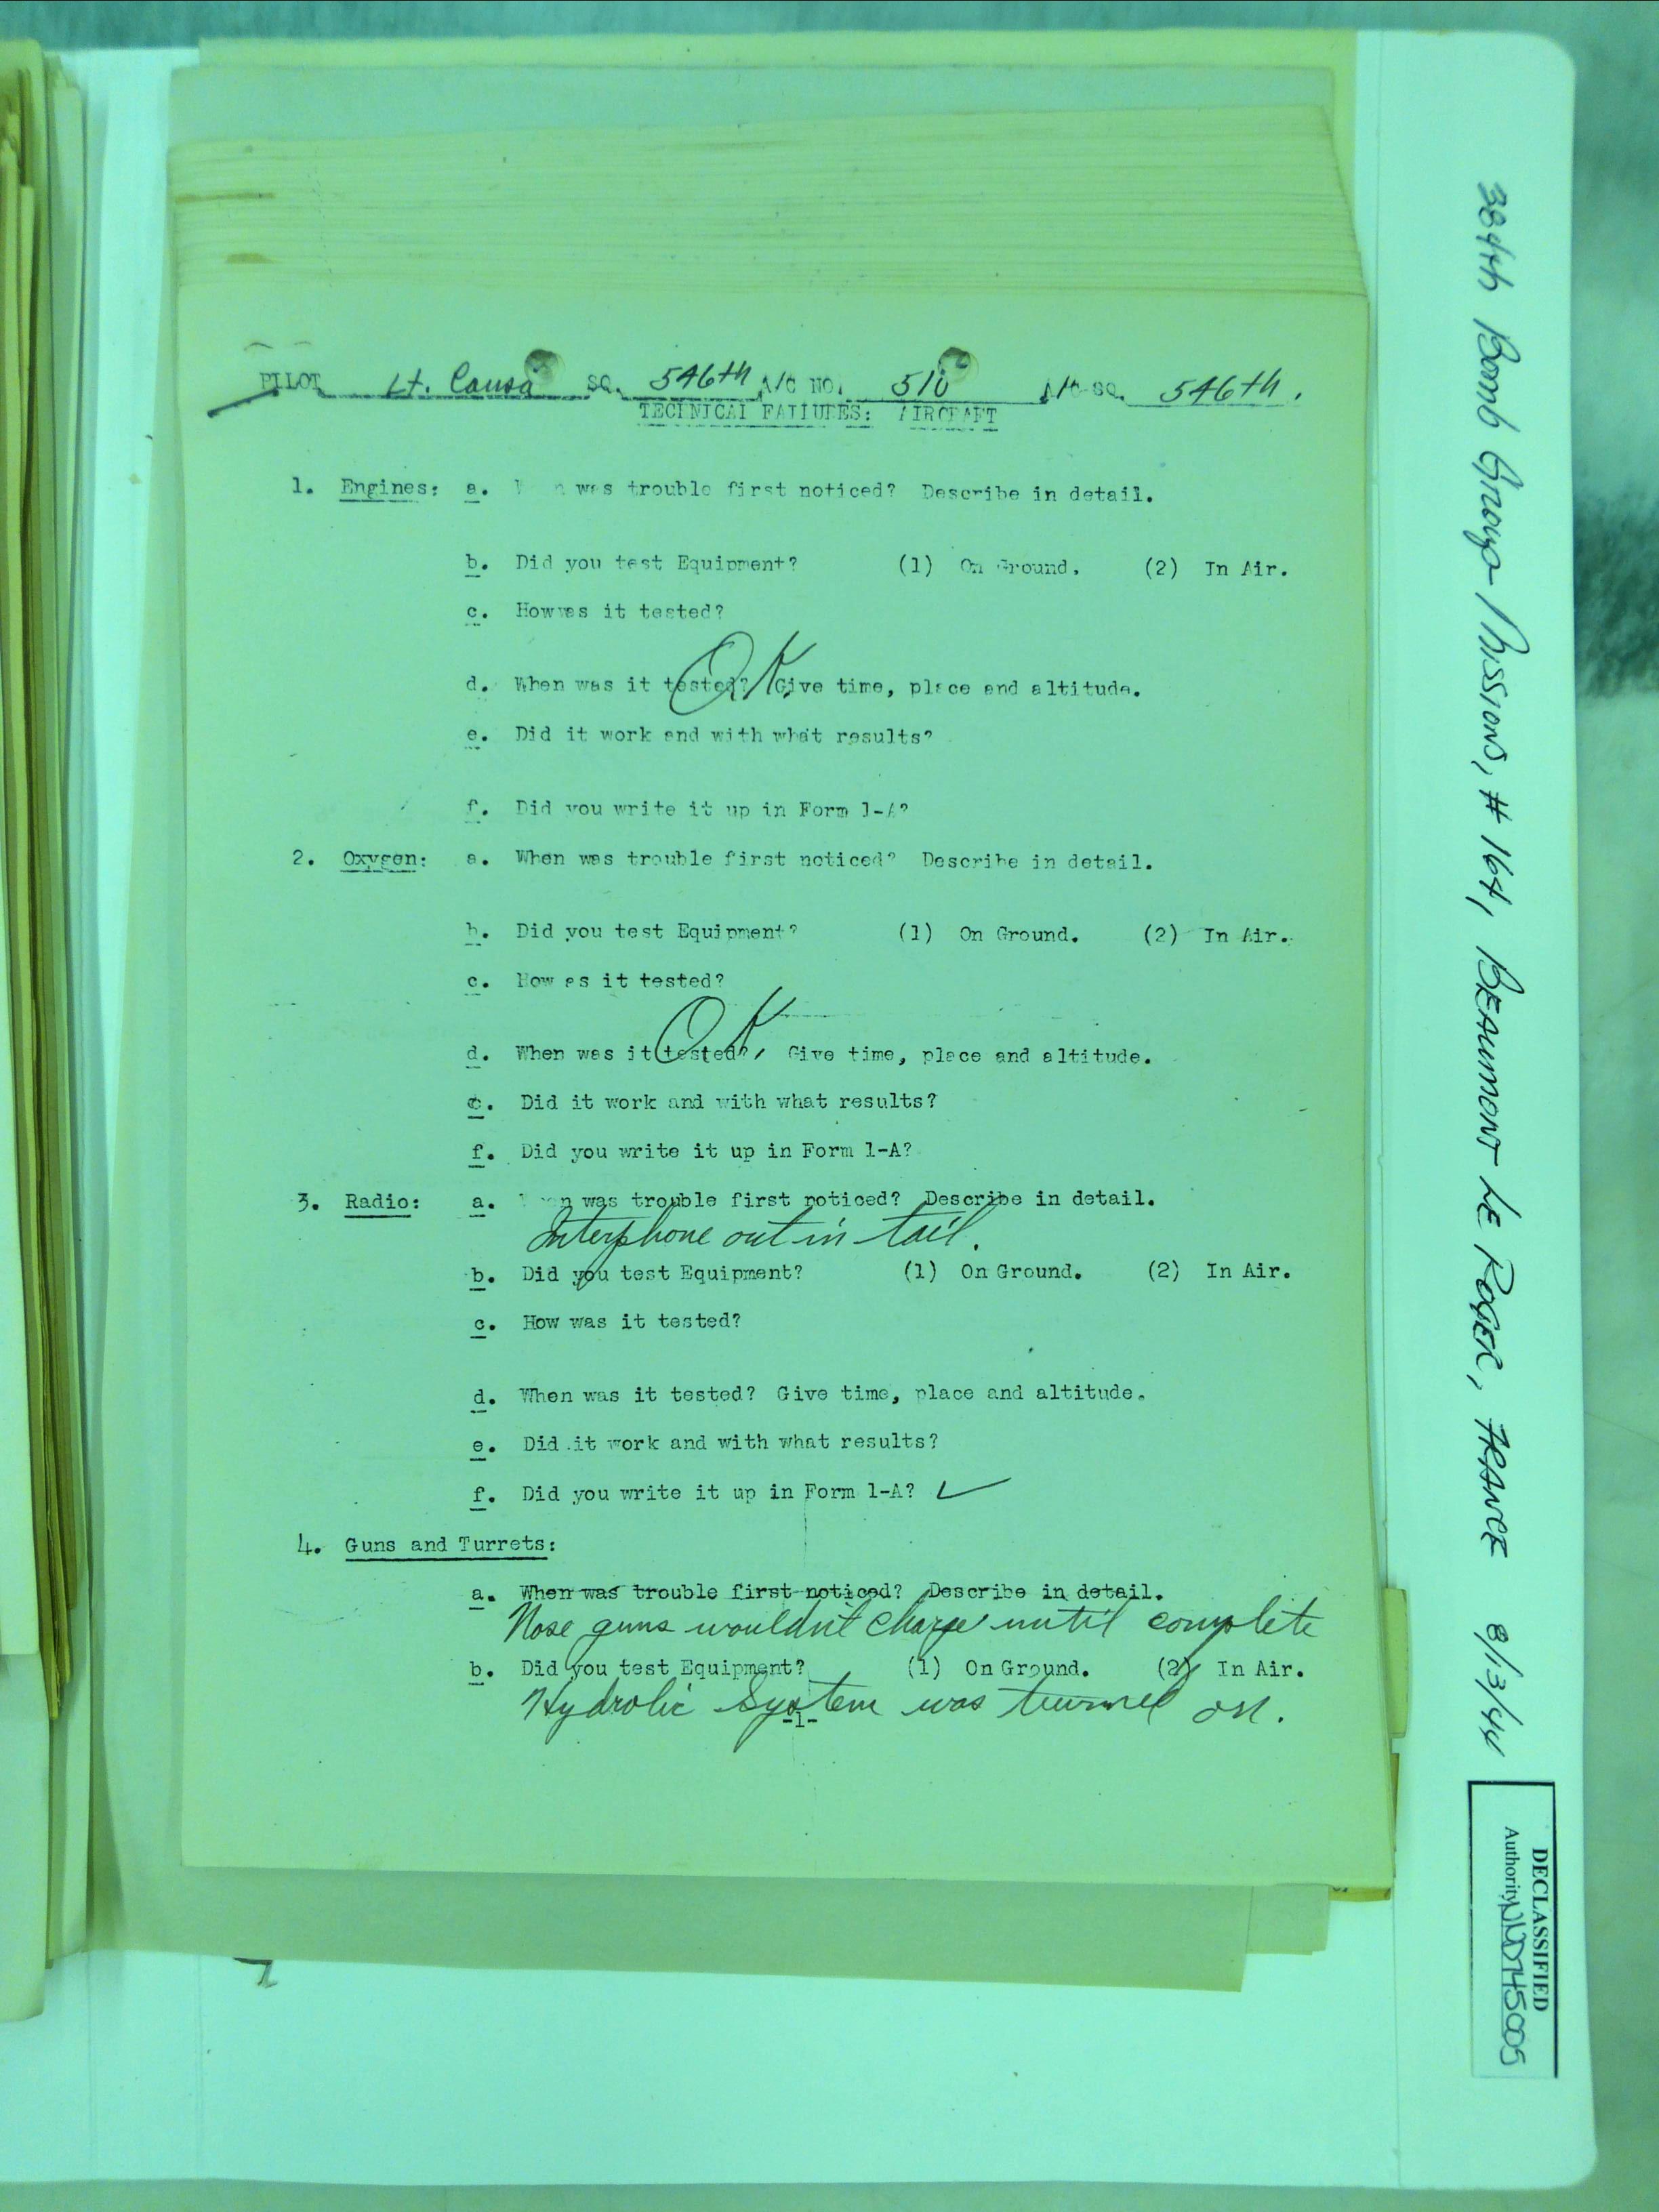 PILOT Lt. Causa SQ. 546th A/C NO. 510 A/C SQ. 546th.
TECHNICAL FAILURES: AIRCRAFT
1. Engines: a. was trouble first noticed? Describe in detail.
b. Did you test Equipment? (1) On Ground. (2) In Air.
c. How was it tested?
OK.
d. When was it tested? Give time, place and altitude.
e. Did it work and with what results?
f. Did you write it up in Form 1-A?
2. Oxygen: a. When was trouble first noticed? Describe in detail.
b. Did you test Equipment? (1) On Ground. (2) In Air.
c. How as it tested?
OK.
d. When was it tested? Give time, place and altitude.
e. Did it work and with what results?
f. Did you write it up in Form 1-A?
3. Radio: a. was trouble first noticed? Describe in detail.
Interphone out in tail.
b. Did you test Equipment? (1) On Ground. (2) In Air.
c. How was it tested?
d. When was it tested? Give time, place and altitude.
e. Did it work and with what results?
f. Did you write it up in Form 1-A? ✓
4. Guns and Turrets:
a. When was trouble first noticed? Describe in detail.
Nose guns wouldn't charge until complete
b. Did you test Equipment? (1) On Ground. (2) In Air.
Hydrolic System was turned on.
-1-
384th Bomb Group Missions, # 164, BEAUMONT LE ROGER, FRANCE 8/13/44
DECLASSIFIED
Authority NND745005